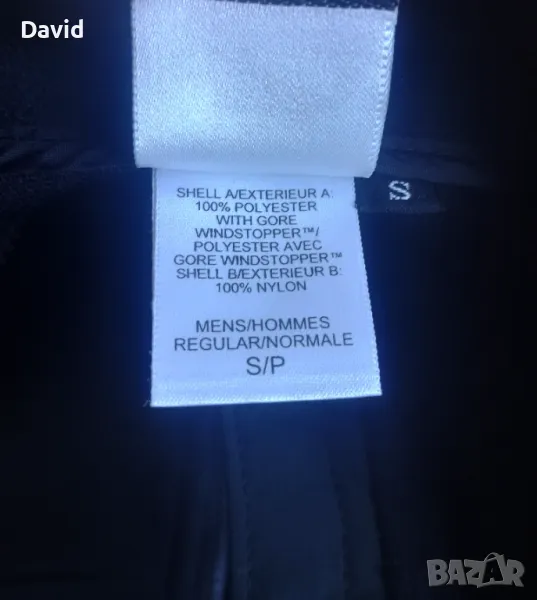 David
SHELL A/EXTERIEUR A:
100% POLYESTER
WITH GORE
WINDSTOPPER™/
POLYESTER AVEC
GORE WINDSTOPPER™
SHELL B/EXTERIEUR B:
100% NYLON
MENS/HOMMES
REGULAR/NORMALE
S/P
S
BAZAR